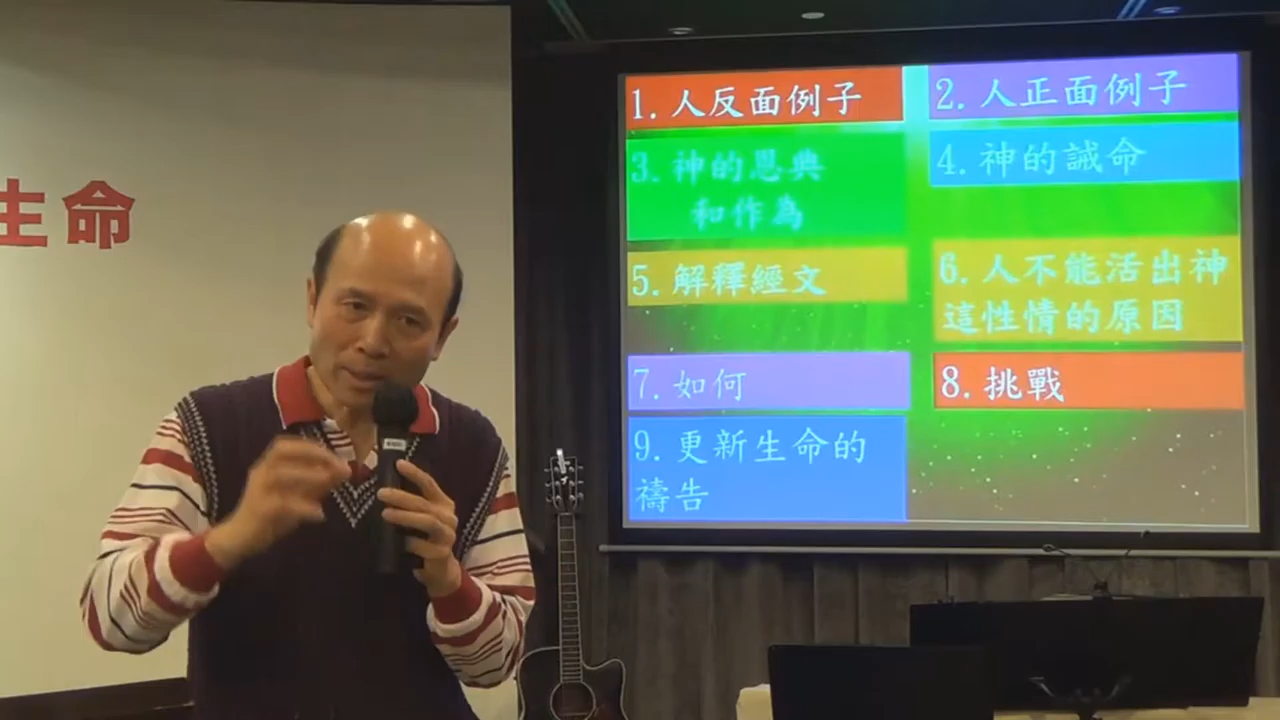 生命
1. 人反面例子
2. 人正面例子
3. 神的恩典
和作為
4. 神的誡命
5. 解釋經文
6. 人不能活出神
這性情的原因
7. 如何
8. 挑戰
9. 更新生命的
禱告